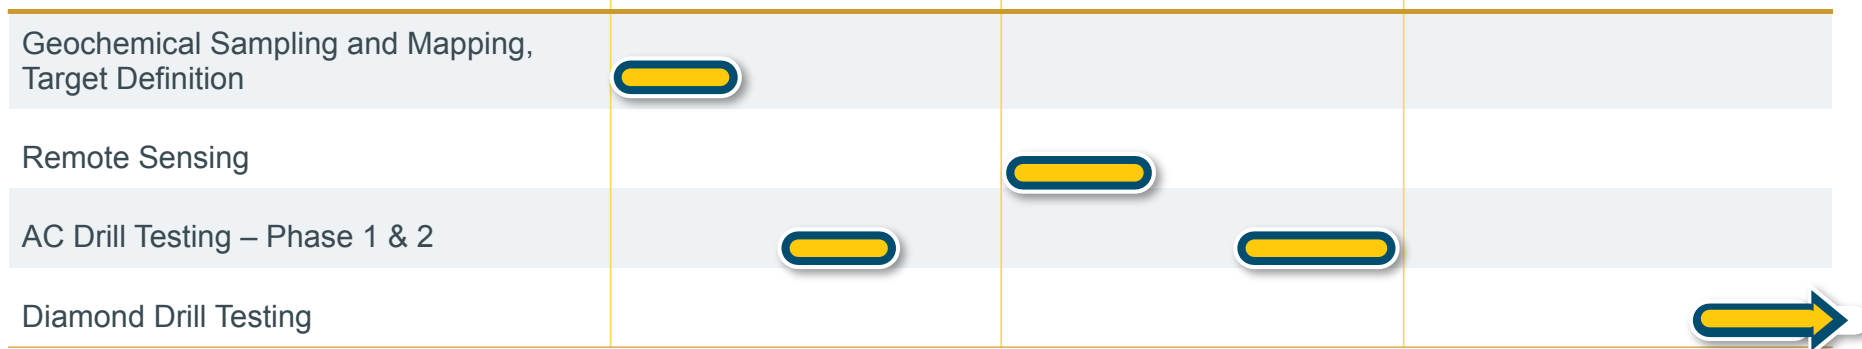 Geochemical Sampling and Mapping,
Target Definition
Remote Sensing
AC Drill Testing – Phase 1 & 2
Diamond Drill Testing